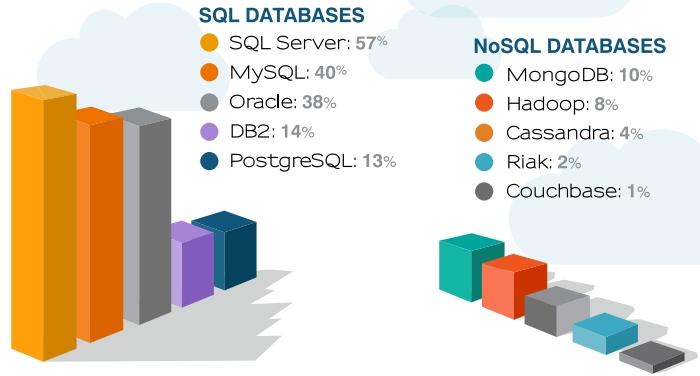 SQL DATABASES
SQL Server: 57%
MySQL: 40%
Oracle: 38%
DB2: 14%
PostgreSQL: 13%
NoSQL DATABASES
MongoDB: 10%
Hadoop: 8%
Cassandra: 4%
Riak: 2%
Couchbase: 1%